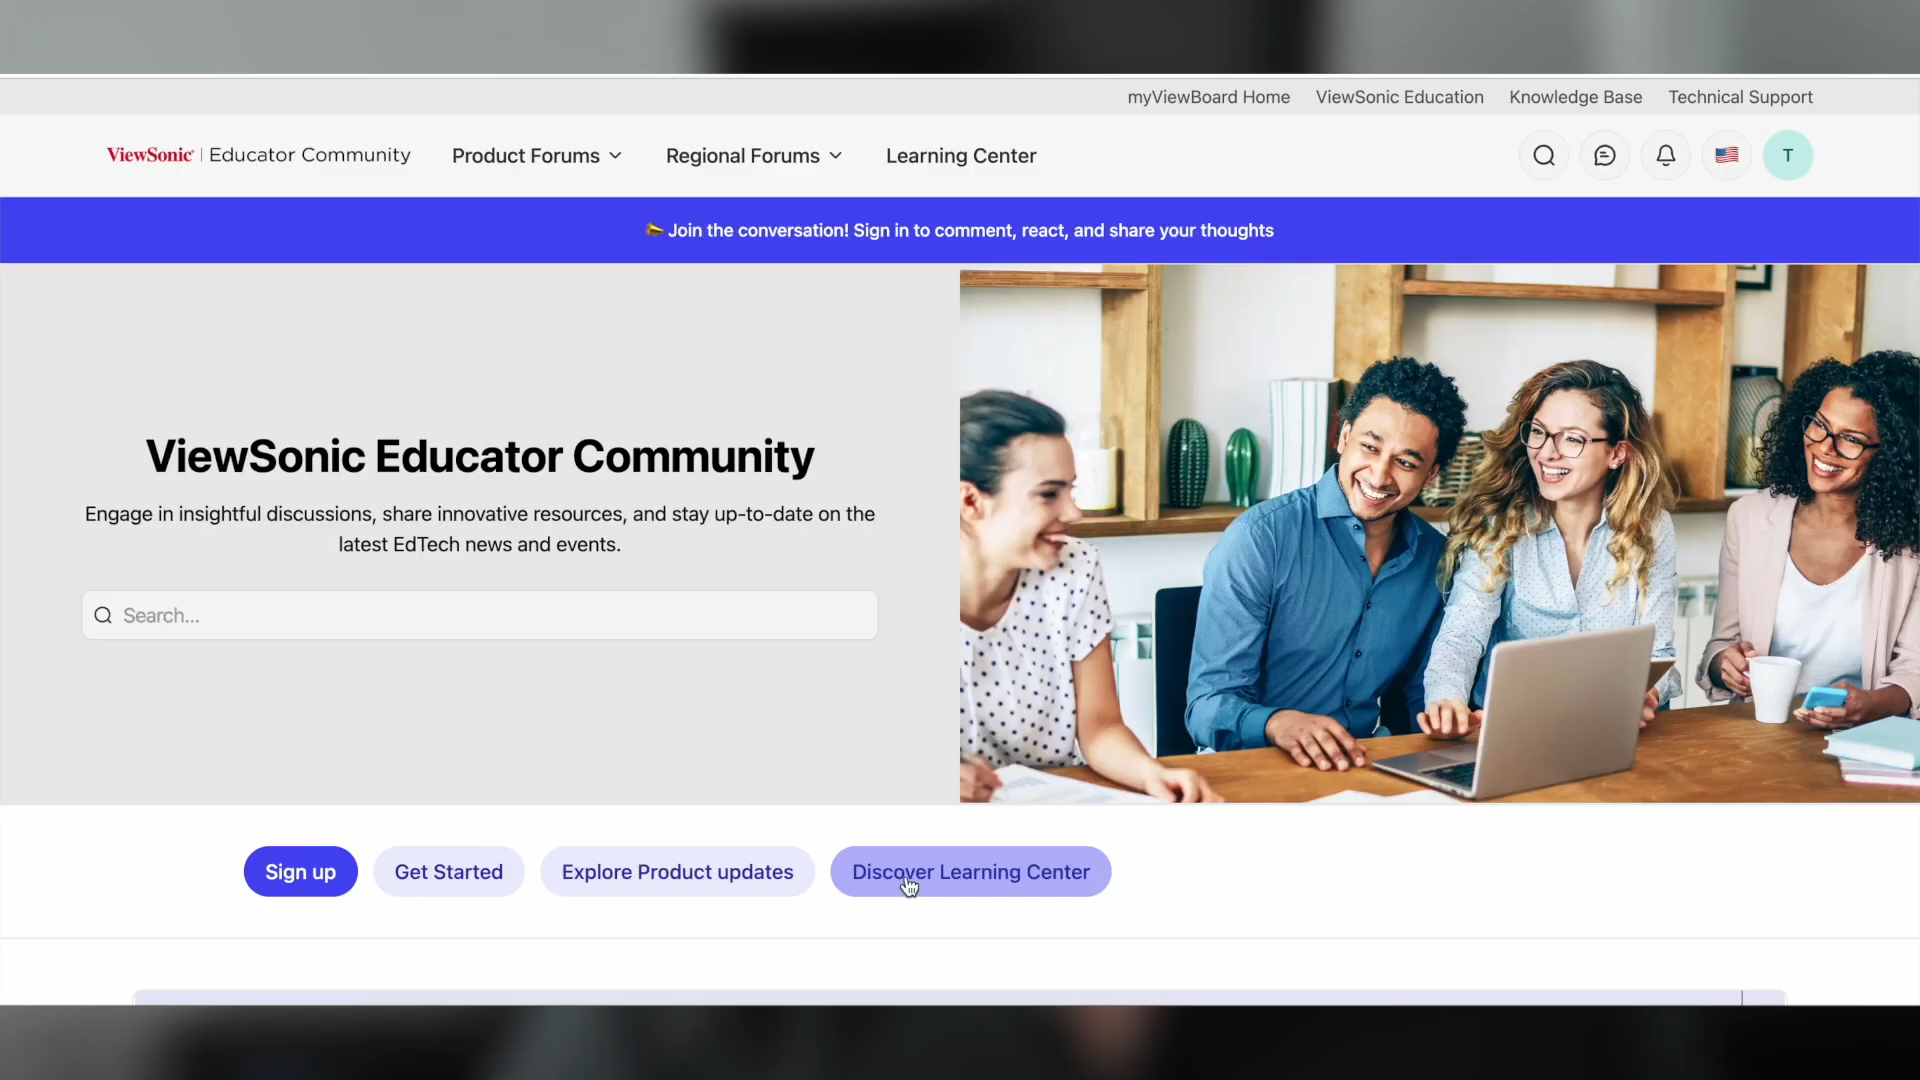 myViewBoard Home ViewSonic Education Knowledge Base Technical Support
ViewSonic | Educator Community Product Forums Regional Forums Learning Center T
Join the conversation! Sign in to comment, react, and share your thoughts
ViewSonic Educator Community
Engage in insightful discussions, share innovative resources, and stay up-to-date on the
latest EdTech news and events.
Search...
Sign up Get Started Explore Product updates Discover Learning Center